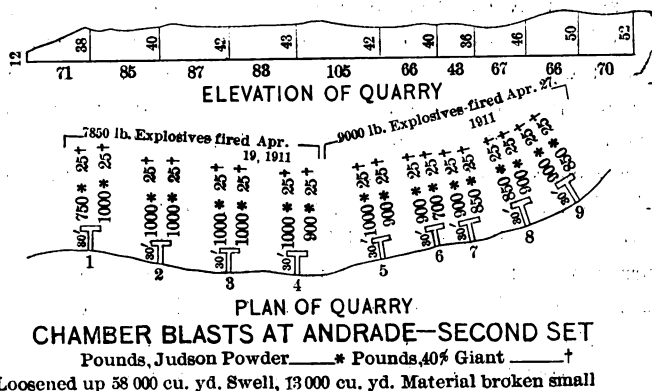 12 38 40 42 43 42 40 36 46 50 52
71 85 87 88 105 66 43 67 66 70
ELEVATION OF QUARRY
7850 lb. Explosives fired Apr.
19, 1911
9000 lb. Explosives fired Apr. 27.
1911
750 * 25†
1000 * 25†
1000 * 25†
1000 * 25†
1000 * 25†
1000 * 25†
1000 * 25†
900 * 25†
1000 * 25†
900 * 25†
900 * 25†
700 * 25†
900 * 25†
850 * 25†
850 * 25†
900 * 25†
900 * 25†
850 * 25†
30' 30' 30' 30' 30' 30' 30' 30' 30'
1 2 3 4 5 6 7 8 9
PLAN OF QUARRY
CHAMBER BLASTS AT ANDRADE—SECOND SET
Pounds, Judson Powder * Pounds, 40% Giant †
Loosened up 58 000 cu. yd. Swell, 13 000 cu. yd. Material broken small